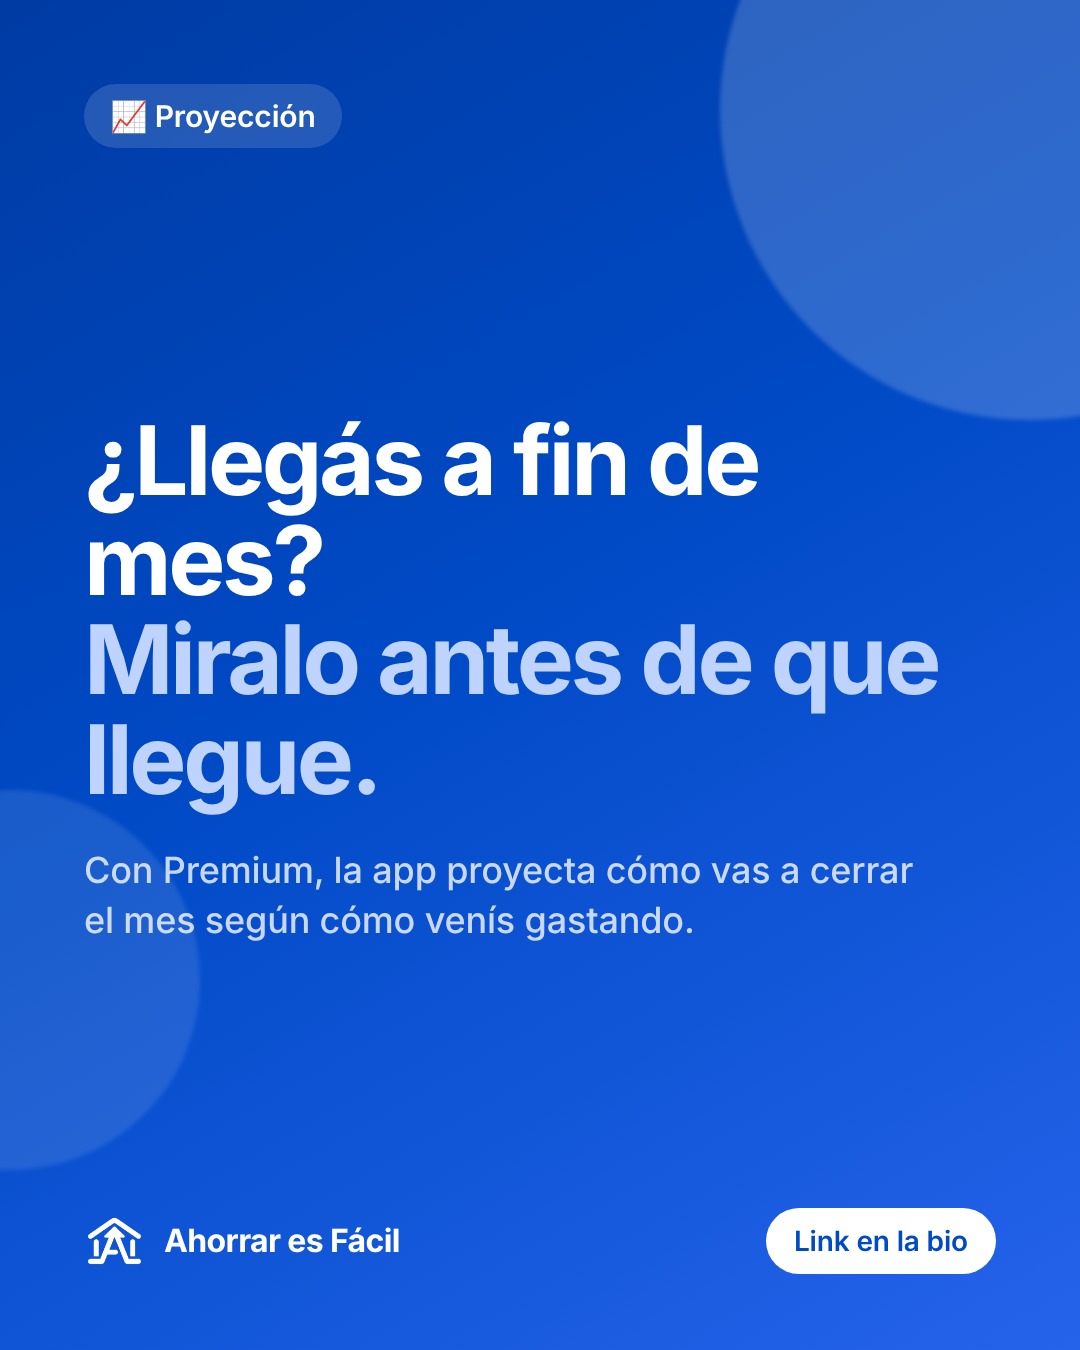 📈 Proyección
¿Llegás a fin de
mes?
Miralo antes de que
llegue.
Con Premium, la app proyecta cómo vas a cerrar
el mes según cómo venís gastando.
Ahorrar es Fácil
Link en la bio